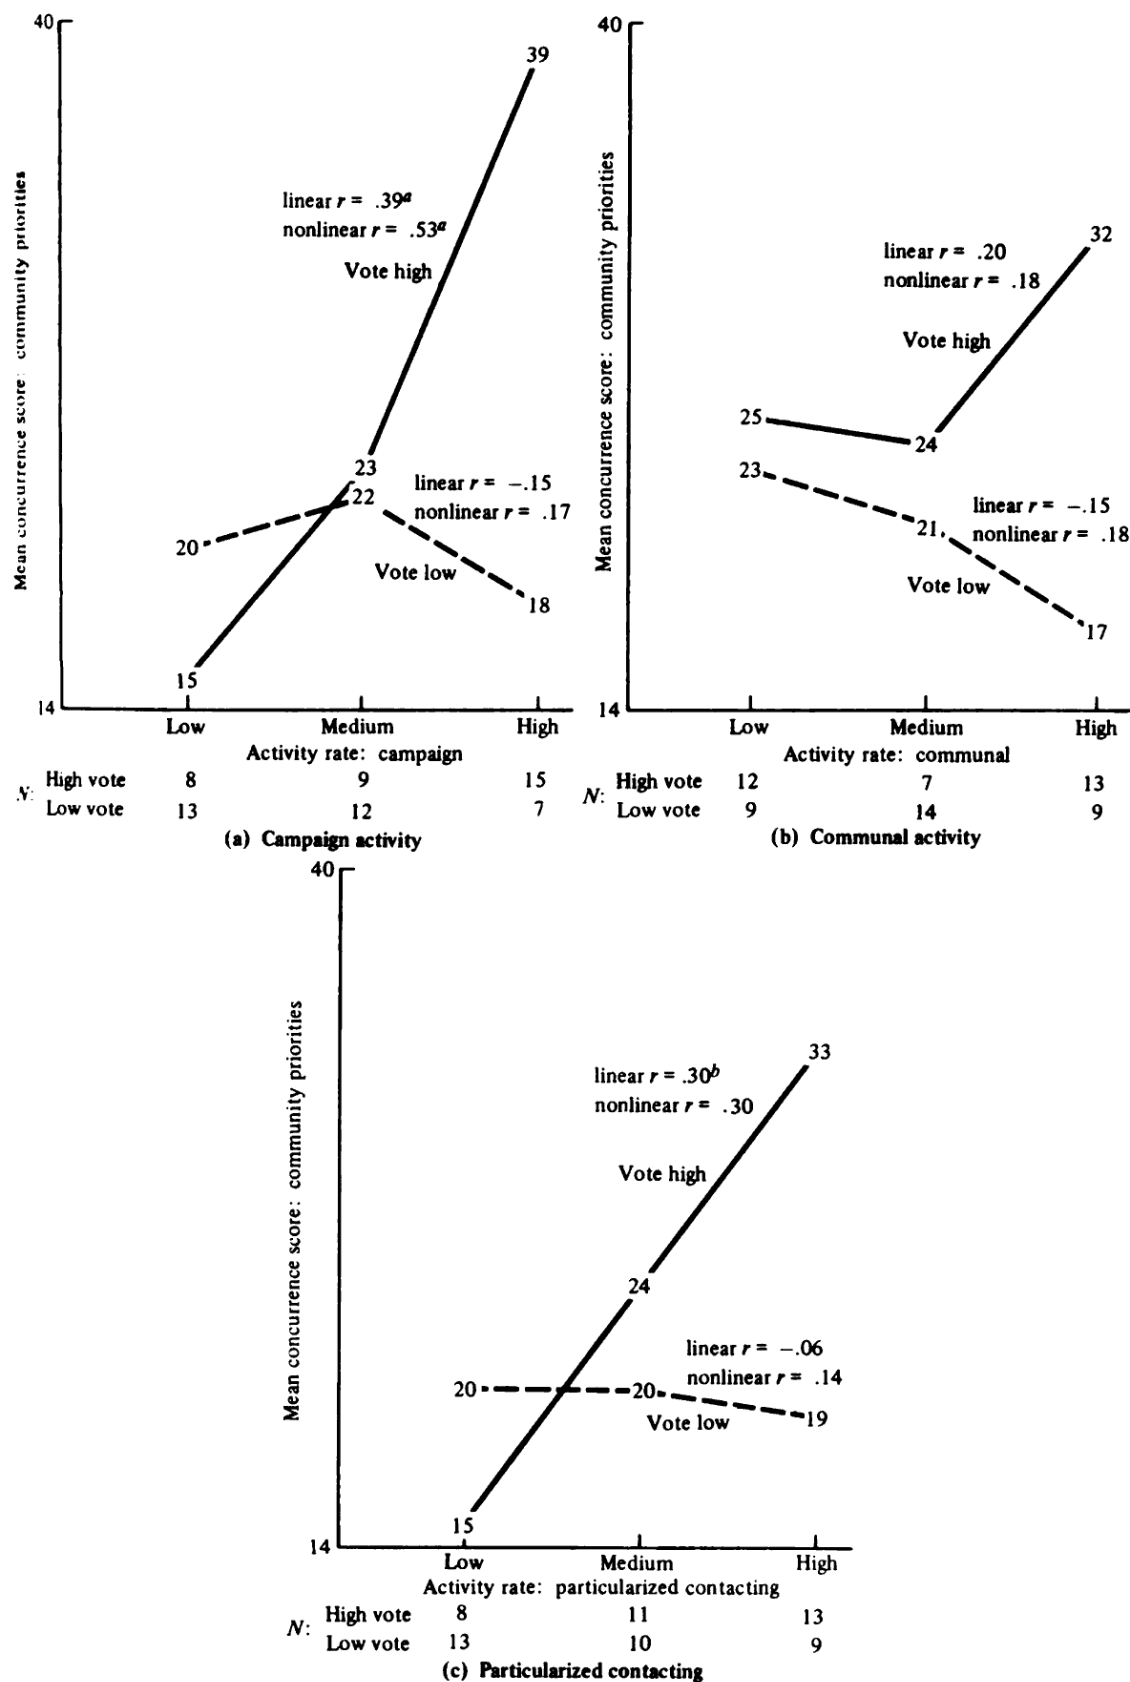 40
39
Mean concurrence score: community priorities
linear r = .39a
nonlinear r = .53a
Vote high
23
22
linear r = −.15
nonlinear r = .17
20
Vote low
18
15
14
Low Medium High
Activity rate: campaign
N: High vote 8 9 15
Low vote 13 12 7
(a) Campaign activity
40
Mean concurrence score: community priorities
32
linear r = .20
nonlinear r = .18
Vote high
25
24
23
linear r = −.15
21
nonlinear r = .18
Vote low
17
14
Low Medium High
Activity rate: communal
N: High vote 12 7 13
Low vote 9 14 9
(b) Communal activity
40
Mean concurrence score: community priorities
33
linear r = .30b
nonlinear r = .30
Vote high
24
linear r = −.06
nonlinear r = .14
20
20
19
Vote low
15
14
Low Medium High
Activity rate: particularized contacting
N: High vote 8 11 13
Low vote 13 10 9
(c) Particularized contacting